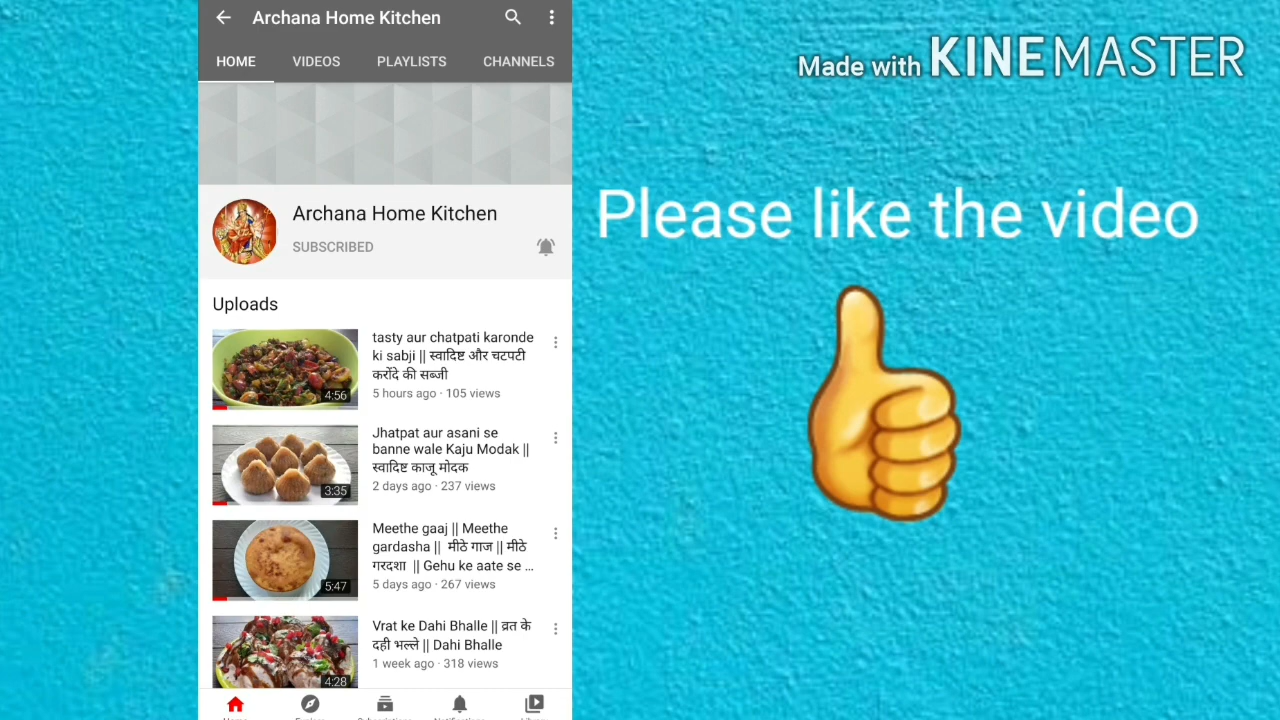 Archana Home Kitchen
HOME VIDEOS PLAYLISTS CHANNELS
Made with KINEMASTER
Archana Home Kitchen
SUBSCRIBED
Please like the video
Uploads
tasty aur chatpati karonde
ki sabji || स्वादिष्ट और चटपटी
करोंदे की सब्जी
5 hours ago · 105 views
4:56
Jhatpat aur asani se
banne wale Kaju Modak ||
स्वादिष्ट काजू मोदक
2 days ago · 237 views
3:35
Meethe gaaj || Meethe
gardasha || मीठे गाज || मीठे
गरदशा || Gehu ke aate se ...
5 days ago · 267 views
5:47
Vrat ke Dahi Bhalle || व्रत के
दही भल्ले || Dahi Bhalle
1 week ago · 318 views
4:28